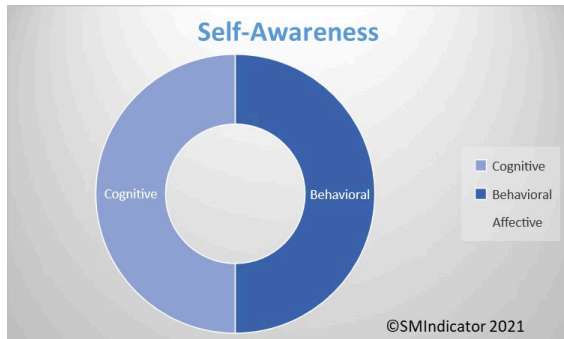 Self-Awareness
Cognitive
Behavioral
Cognitive
Behavioral
Affective
©SMIndicator 2021